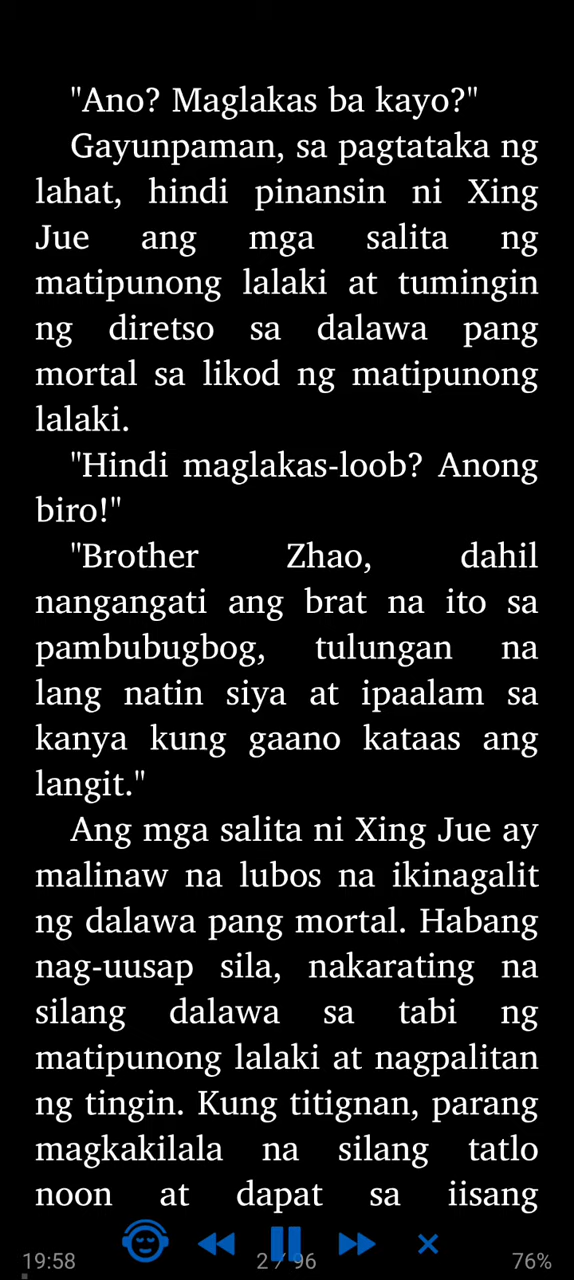 "Ano? Maglakas ba kayo?"
Gayunpaman, sa pagtataka ng
lahat, hindi pinansin ni Xing
Jue ang mga salita ng
matipunong lalaki at tumingin
ng diretso sa dalawa pang
mortal sa likod ng matipunong
lalaki.
"Hindi maglakas-loob? Anong
biro!"
"Brother Zhao, dahil
nangangati ang brat na ito sa
pambubugbog, tulungan na
lang natin siya at ipaalam sa
kanya kung gaano kataas ang
langit."
Ang mga salita ni Xing Jue ay
malinaw na lubos na ikinagalit
ng dalawa pang mortal. Habang
nag-uusap sila, nakarating na
silang dalawa sa tabi ng
matipunong lalaki at nagpalitan
ng tingin. Kung titignan, parang
magkakilala na silang tatlo
noon at dapat sa iisang
19:58 2 / 96 76%